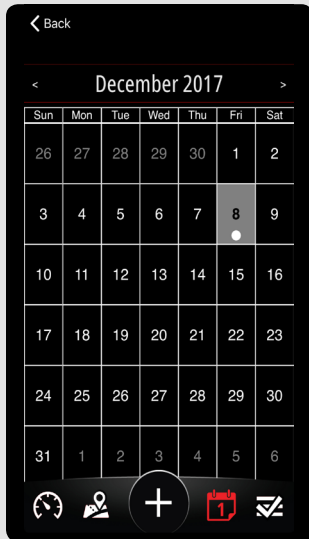 Back
< December 2017 >
Sun Mon Tue Wed Thu Fri Sat
26 27 28 29 30 1 2
3 4 5 6 7 8 9
10 11 12 13 14 15 16
17 18 19 20 21 22 23
24 25 26 27 28 29 30
31 1 2 3 4 5 6
1